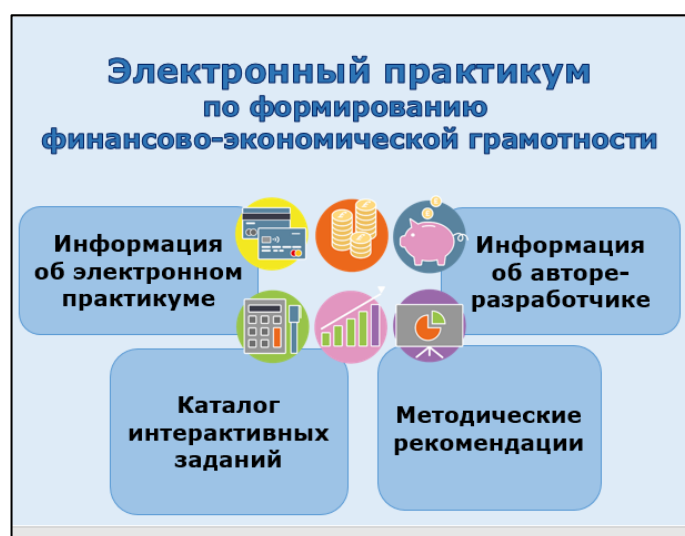 Электронный практикум
по формированию
финансово-экономической грамотности
Информация
об электронном
практикуме
Информация
об авторе-
разработчике
Каталог
интерактивных
заданий
Методические
рекомендации